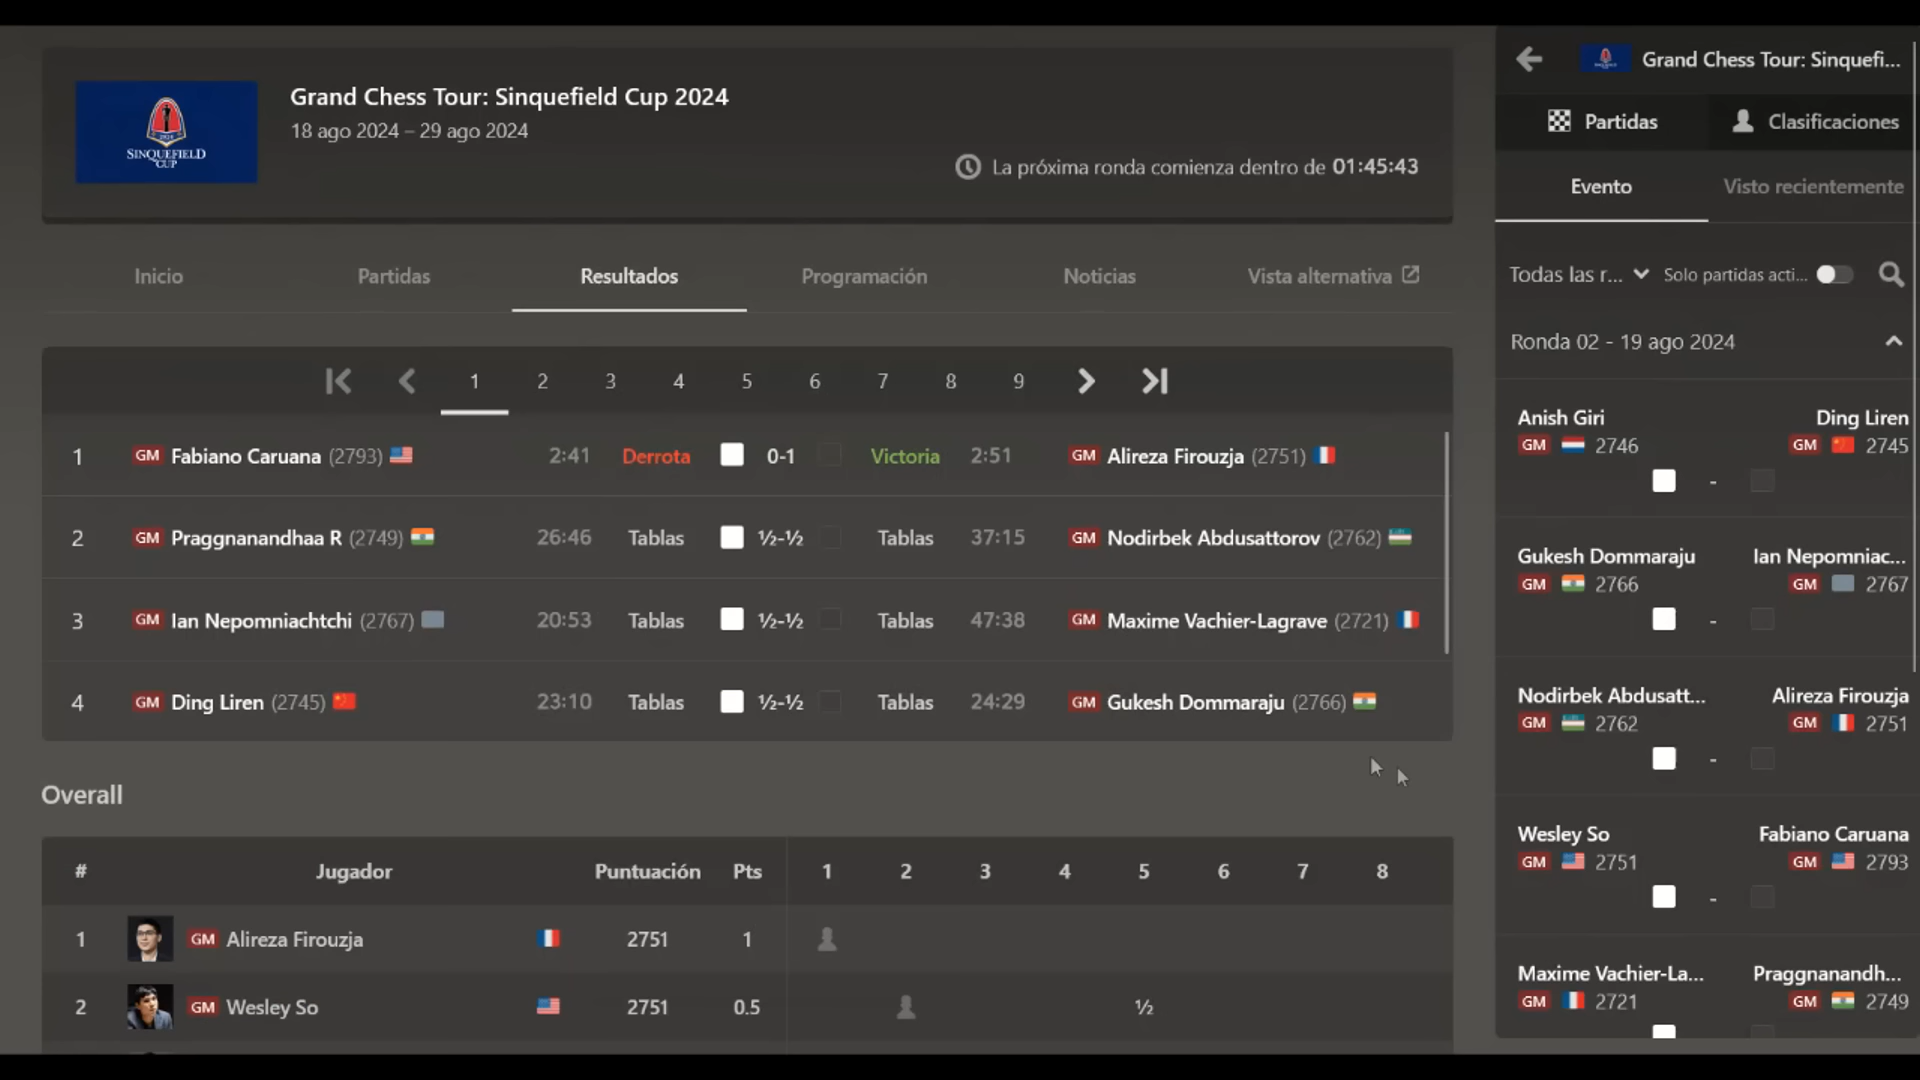 Grand Chess Tour: Sinquefield Cup 2024
18 ago 2024 – 29 ago 2024
SINQUEFIELD
CUP
La próxima ronda comienza dentro de 01:45:43
Inicio Partidas Resultados Programación Noticias Vista alternativa
1 2 3 4 5 6 7 8 9
1 GM Fabiano Caruana (2793) 2:41 Derrota 0-1 Victoria 2:51 GM Alireza Firouzja (2751)
2 GM Praggnanandhaa R (2749) 26:46 Tablas ½-½ Tablas 37:15 GM Nodirbek Abdusattorov (2762)
3 GM Ian Nepomniachtchi (2767) 20:53 Tablas ½-½ Tablas 47:38 GM Maxime Vachier-Lagrave (2721)
4 GM Ding Liren (2745) 23:10 Tablas ½-½ Tablas 24:29 GM Gukesh Dommaraju (2766)
Overall
# Jugador Puntuación Pts 1 2 3 4 5 6 7 8
1 GM Alireza Firouzja 2751 1
2 GM Wesley So 2751 0.5 ½
Grand Chess Tour: Sinquefi...
Partidas Clasificaciones
Evento Visto recientemente
Todas las r... Solo partidas acti...
Ronda 02 - 19 ago 2024
Anish Giri Ding Liren
GM 2746 GM 2745
-
Gukesh Dommaraju Ian Nepomniac...
GM 2766 GM 2767
-
Nodirbek Abdusatt... Alireza Firouzja
GM 2762 GM 2751
-
Wesley So Fabiano Caruana
GM 2751 GM 2793
-
Maxime Vachier-La... Praggnanandh...
GM 2721 GM 2749